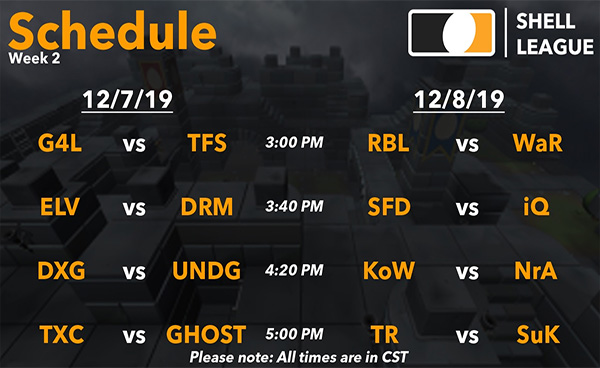 Schedule
Week 2
SHELL
LEAGUE
12/7/19 12/8/19
G4L vs TFS 3:00 PM RBL vs WaR
ELV vs DRM 3:40 PM SFD vs iQ
DXG vs UNDG 4:20 PM KoW vs NrA
TXC vs GHOST 5:00 PM TR vs SuK
Please note: All times are in CST